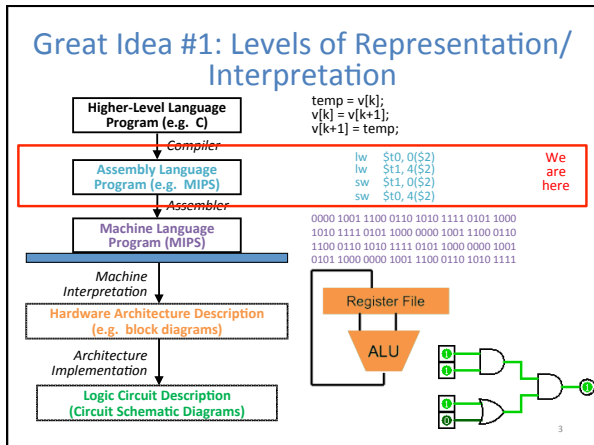 Great Idea #1: Levels of Representation/
Interpretation
Higher-Level Language
Program (e.g. C)
temp = v[k];
v[k] = v[k+1];
v[k+1] = temp;
Compiler
Assembly Language
Program (e.g. MIPS)
lw $t0, 0($2)
lw $t1, 4($2)
sw $t1, 0($2)
sw $t0, 4($2)
We
are
here
Assembler
Machine Language
Program (MIPS)
0000 1001 1100 0110 1010 1111 0101 1000
1010 1111 0101 1000 0000 1001 1100 0110
1100 0110 1010 1111 0101 1000 0000 1001
0101 1000 0000 1001 1100 0110 1010 1111
Machine
Interpretation
Register File
Hardware Architecture Description
(e.g. block diagrams)
ALU
Architecture
Implementation
Logic Circuit Description
(Circuit Schematic Diagrams)
1
1
1
1
0
3